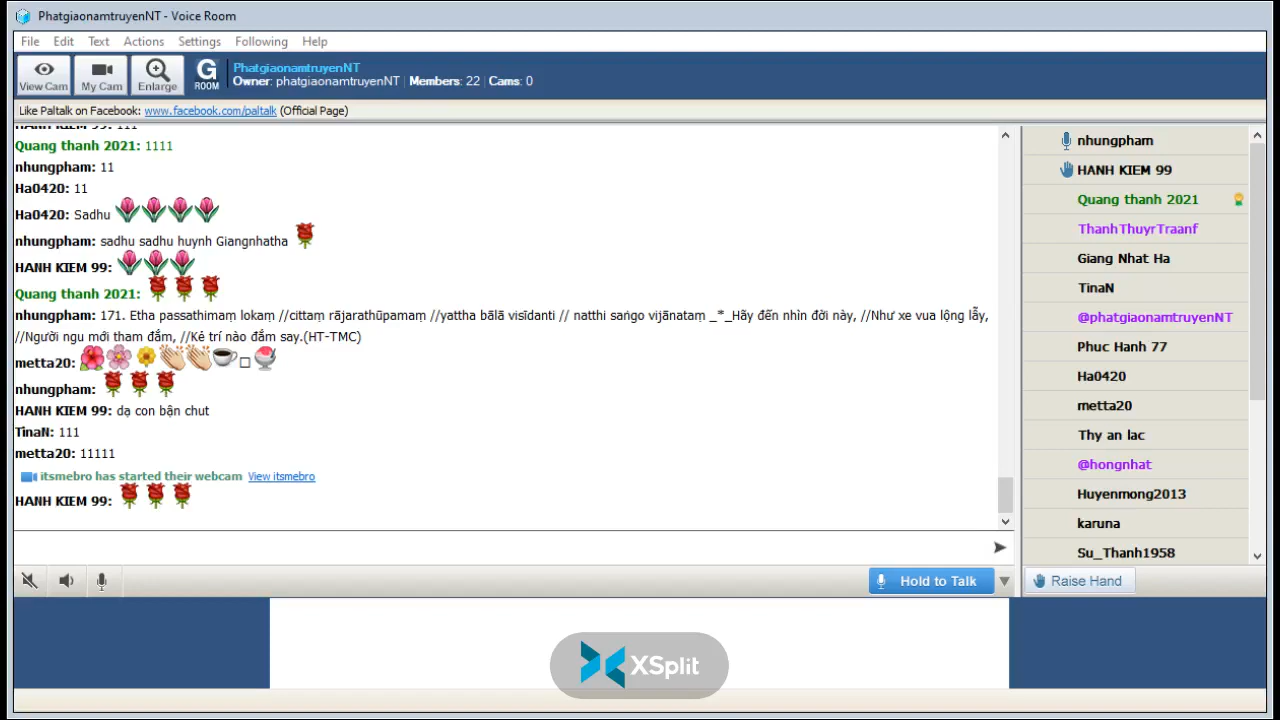 PhatgiaonamtruyenNT - Voice Room
File Edit Text Actions Settings Following Help
View Cam My Cam Enlarge G ROOM PhatgiaonamtruyenNT
Owner: phatgiaonamtruyenNT Members: 22 Cams: 0
Like Paltalk on Facebook: www.facebook.com/paltalk (Official Page)
HANH KIEM 99: 111
Quang thanh 2021: 1111
nhungpham: 11
Ha0420: 11
Ha0420: Sadhu
nhungpham: sadhu sadhu huynh Giangnhatha
HANH KIEM 99:
Quang thanh 2021:
nhungpham: 171. Etha passathimaṃ lokaṃ //cittaṃ rājarathūpamaṃ //yattha bālā visīdanti // natthi saṅgo vijānataṃ _*_Hãy đến nhìn đời này, //Như xe vua lộng lẫy,
//Người ngu mới tham đắm, //Kẻ trí nào đắm say.(HT-TMC)
metta20:
nhungpham:
HANH KIEM 99: dạ con bận chut
TinaN: 111
metta20: 11111
itsmebro has started their webcam View itsmebro
HANH KIEM 99:
nhungpham
HANH KIEM 99
Quang thanh 2021
ThanhThuyrTraanf
Giang Nhat Ha
TinaN
@phatgiaonamtruyenNT
Phuc Hanh 77
Ha0420
metta20
Thy an lac
@hongnhat
Huyenmong2013
karuna
Su_Thanh1958
Hold to Talk
Raise Hand
XSplit